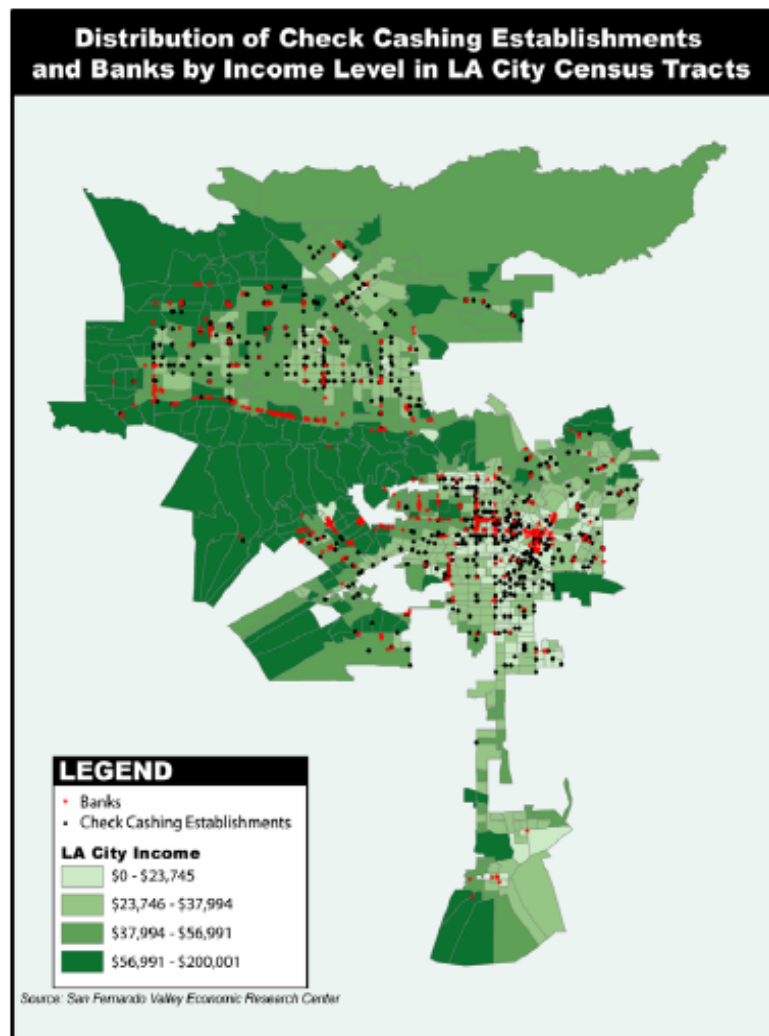 Distribution of Check Cashing Establishments
and Banks by Income Level in LA City Census Tracts
LEGEND
Banks
Check Cashing Establishments
LA City Income
$0 - $23,745
$23,746 - $37,994
$37,994 - $56,991
$56,991 - $200,001
Source: San Fernando Valley Economic Research Center